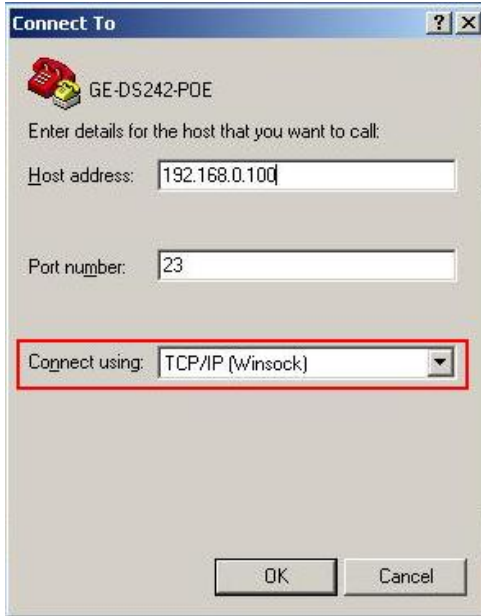 Connect To
GE-DS242-POE
Enter details for the host that you want to call:
Host address: 192.168.0.100
Port number: 23
Connect using: TCP/IP (Winsock)
OK Cancel